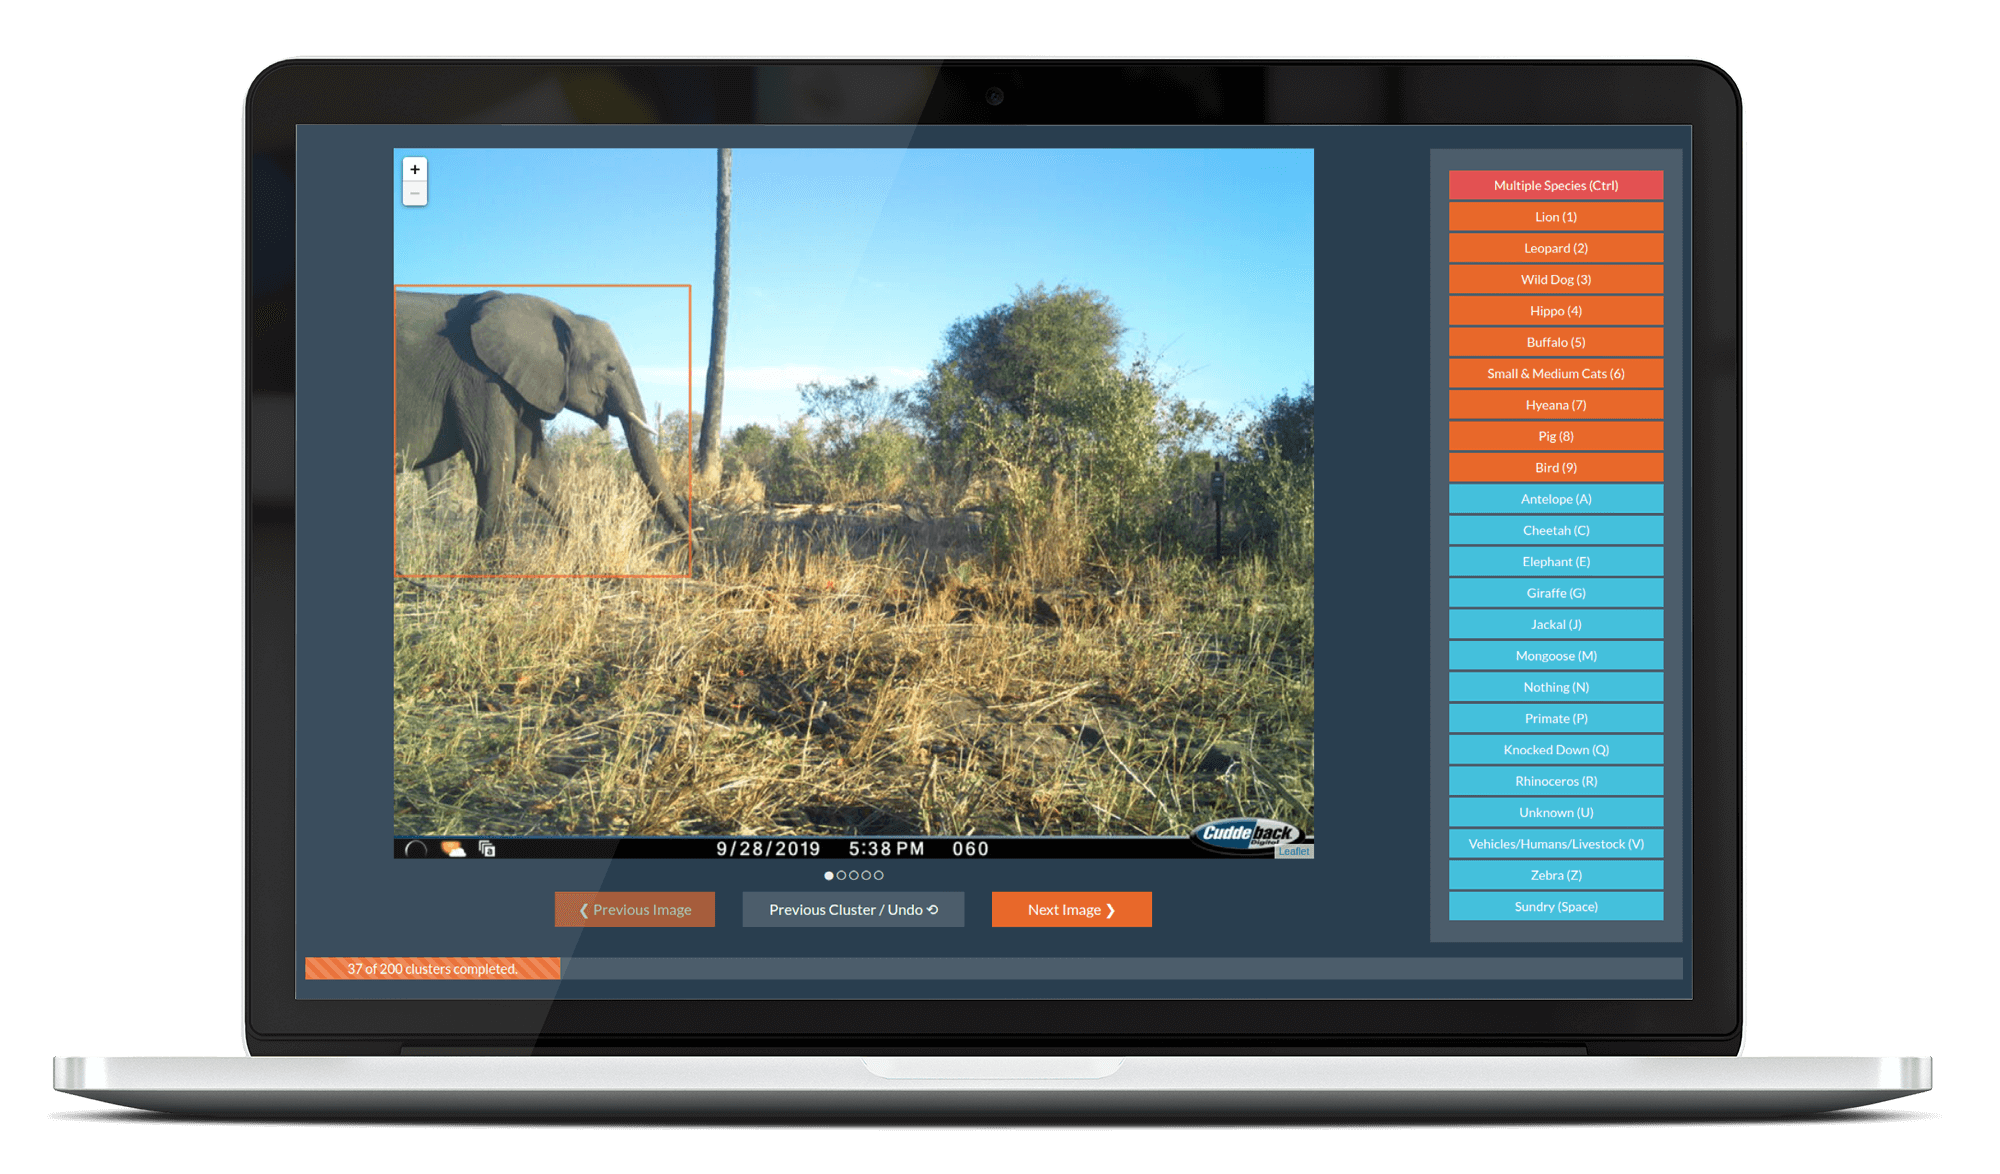 +
−
Cuddeback
Digital
9/28/2019 5:38 PM 060
Leaflet
❮ Previous Image
Previous Cluster / Undo ⟲
Next Image ❯
37 of 200 clusters completed.
Multiple Species (Ctrl)
Lion (1)
Leopard (2)
Wild Dog (3)
Hippo (4)
Buffalo (5)
Small & Medium Cats (6)
Hyeana (7)
Pig (8)
Bird (9)
Antelope (A)
Cheetah (C)
Elephant (E)
Giraffe (G)
Jackal (J)
Mongoose (M)
Nothing (N)
Primate (P)
Knocked Down (Q)
Rhinoceros (R)
Unknown (U)
Vehicles/Humans/Livestock (V)
Zebra (Z)
Sundry (Space)